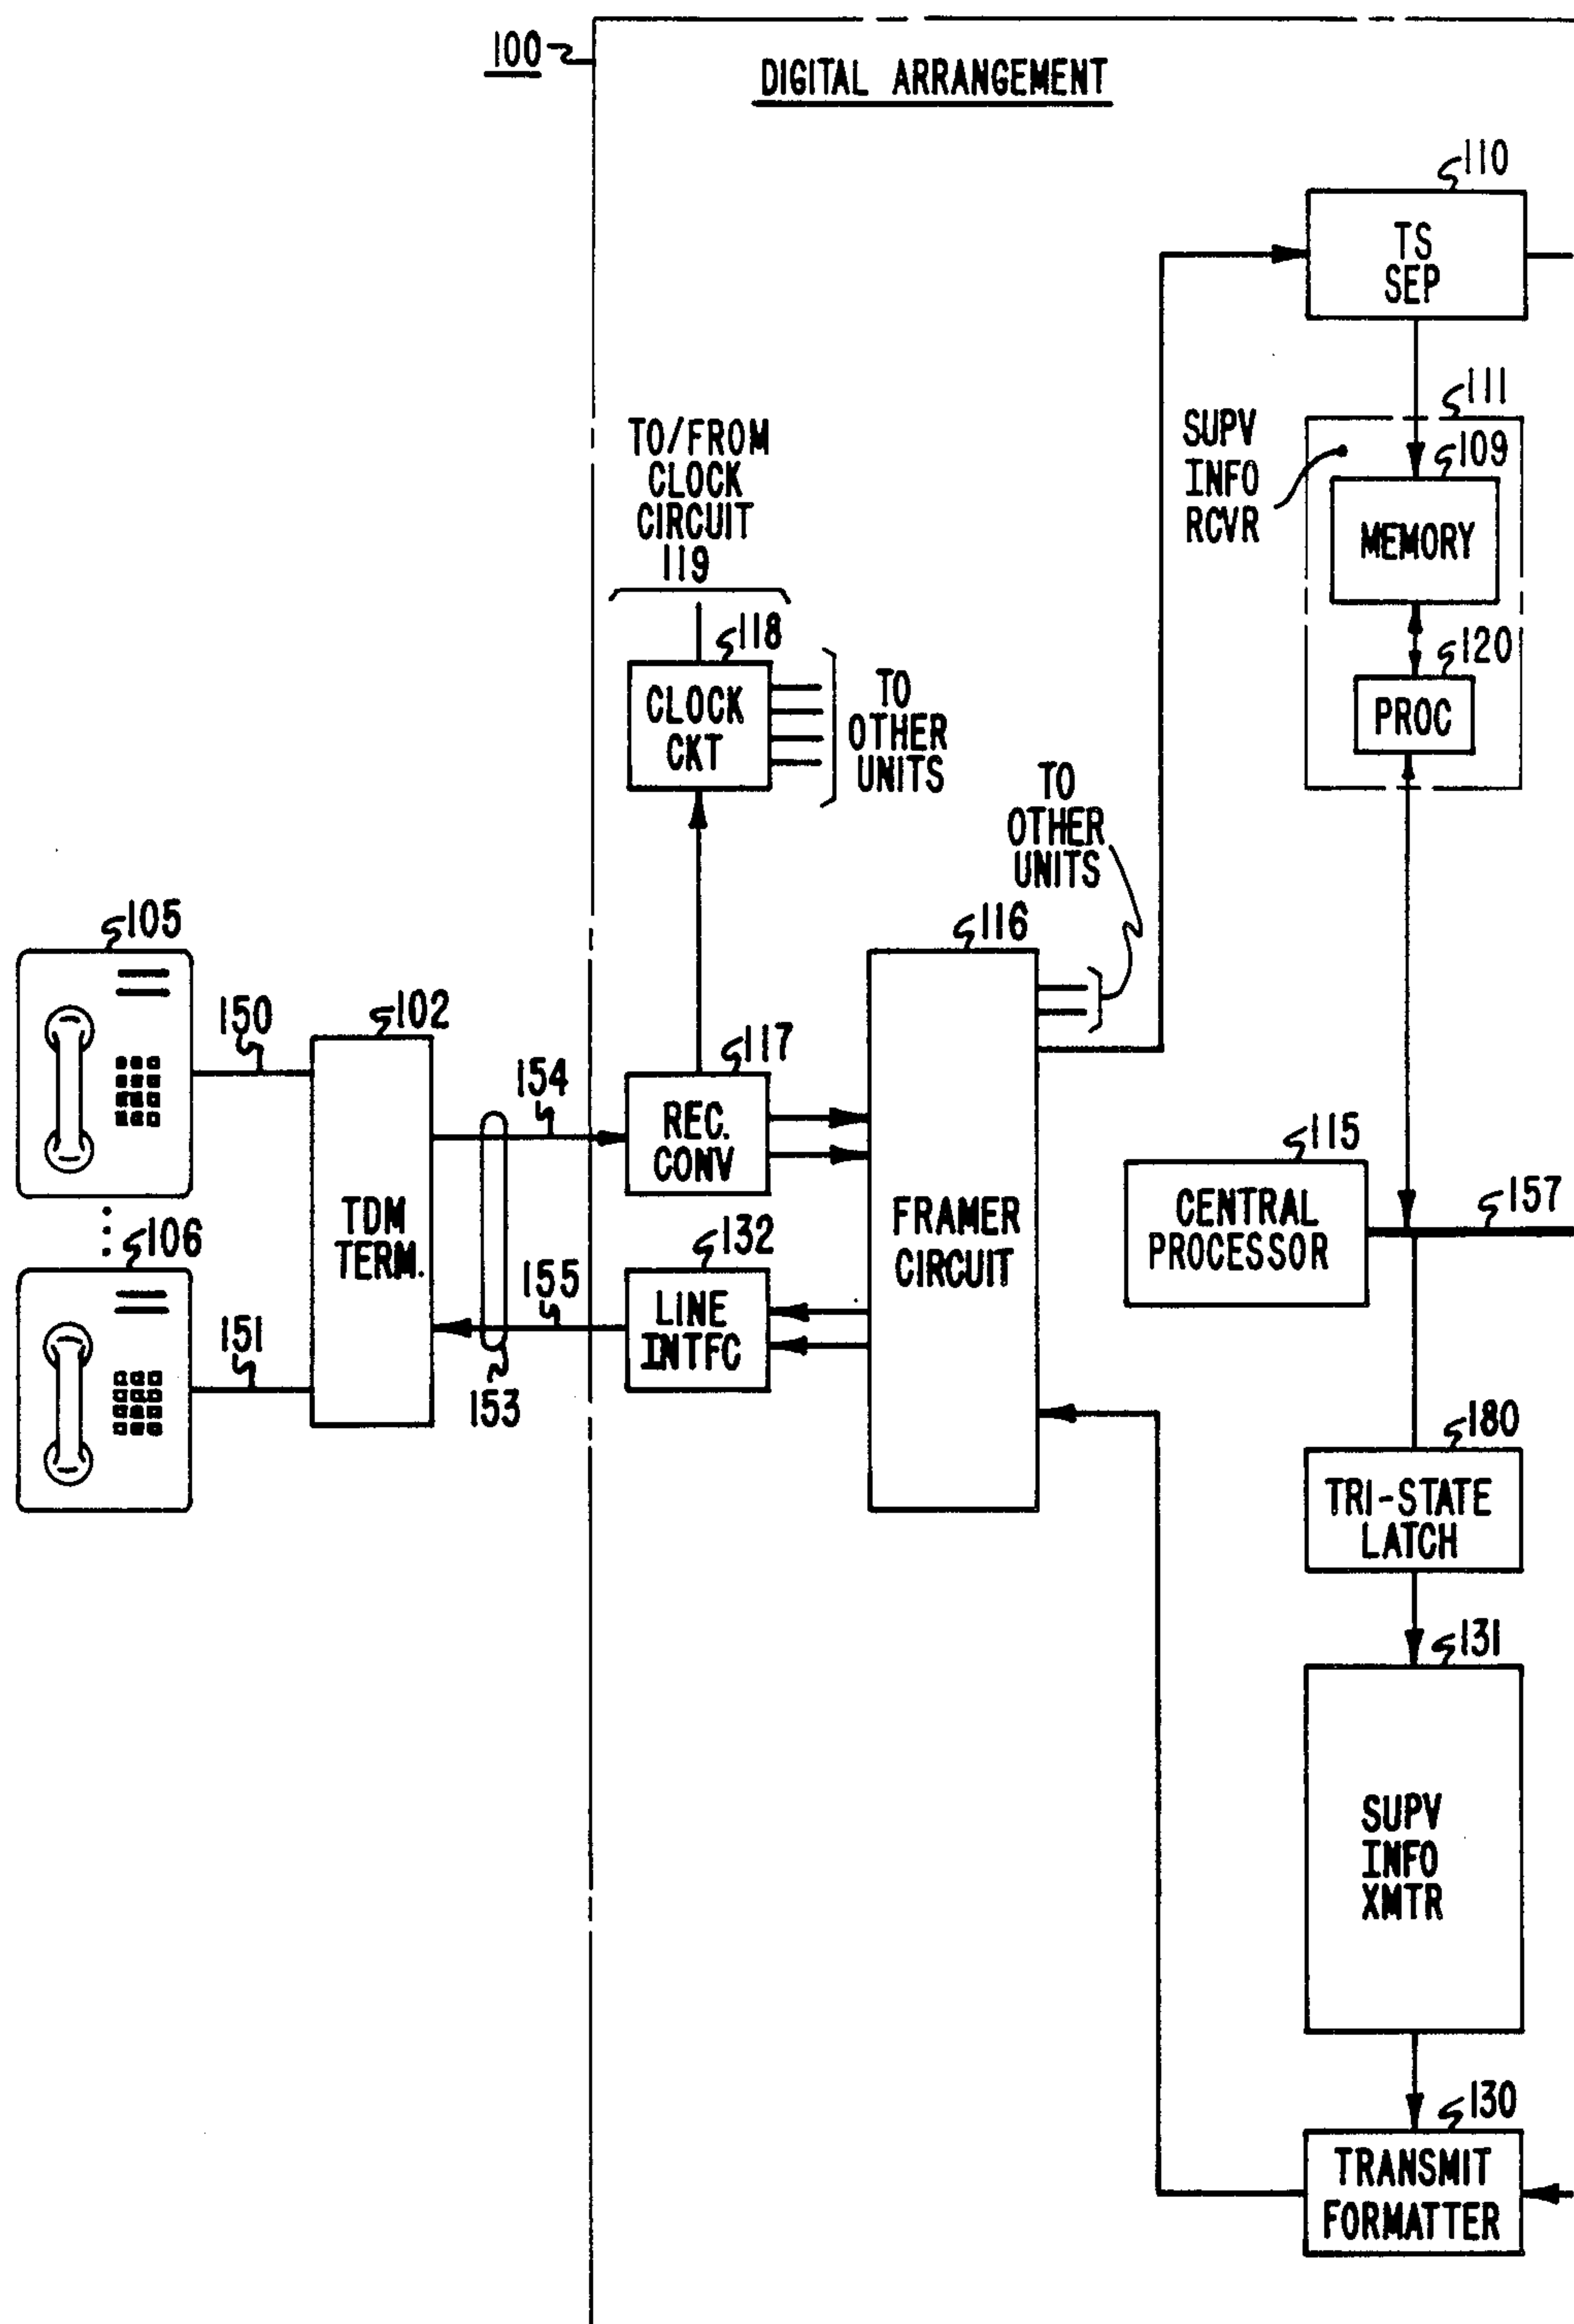 100
DIGITAL ARRANGEMENT
110
TS
SEP
111
SUPV
INFO
RCVR
109
MEMORY
120
PROC
TO/FROM
CLOCK
CIRCUIT
119
118
CLOCK
CKT
TO
OTHER
UNITS
TO
OTHER
UNITS
105
150
102
TDM
TERM.
106
151
154
155
153
117
REC.
CONV
132
LINE
INTFC
116
FRAMER
CIRCUIT
115
CENTRAL
PROCESSOR
157
180
TRI-STATE
LATCH
131
SUPV
INFO
XMTR
130
TRANSMIT
FORMATTER